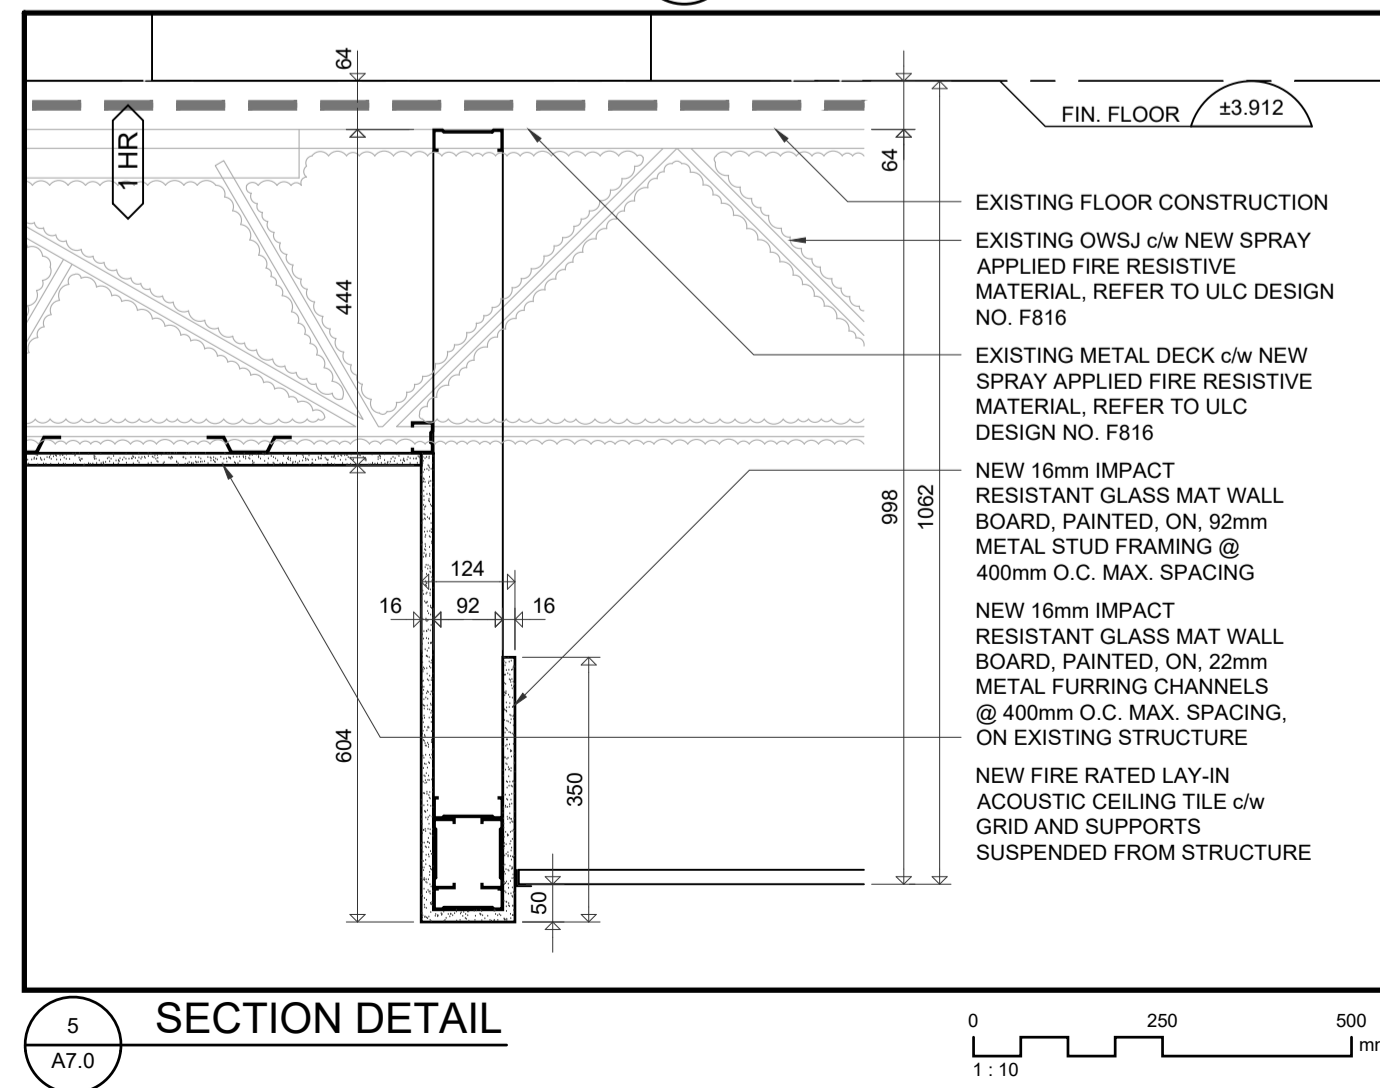 64
FIN. FLOOR
±3.912
1 HR
64
444
EXISTING FLOOR CONSTRUCTION
EXISTING OWSJ c/w NEW SPRAY
APPLIED FIRE RESISTIVE
MATERIAL, REFER TO ULC DESIGN
NO. F816
EXISTING METAL DECK c/w NEW
SPRAY APPLIED FIRE RESISTIVE
MATERIAL, REFER TO ULC
DESIGN NO. F816
998
1062
NEW 16mm IMPACT
RESISTANT GLASS MAT WALL
BOARD, PAINTED, ON, 92mm
METAL STUD FRAMING @
400mm O.C. MAX. SPACING
124
16
92
16
NEW 16mm IMPACT
RESISTANT GLASS MAT WALL
BOARD, PAINTED, ON, 22mm
METAL FURRING CHANNELS
@ 400mm O.C. MAX. SPACING,
ON EXISTING STRUCTURE
604
350
NEW FIRE RATED LAY-IN
ACOUSTIC CEILING TILE c/w
GRID AND SUPPORTS
SUSPENDED FROM STRUCTURE
50
5
A7.0
SECTION DETAIL
0
250
500
1 : 10